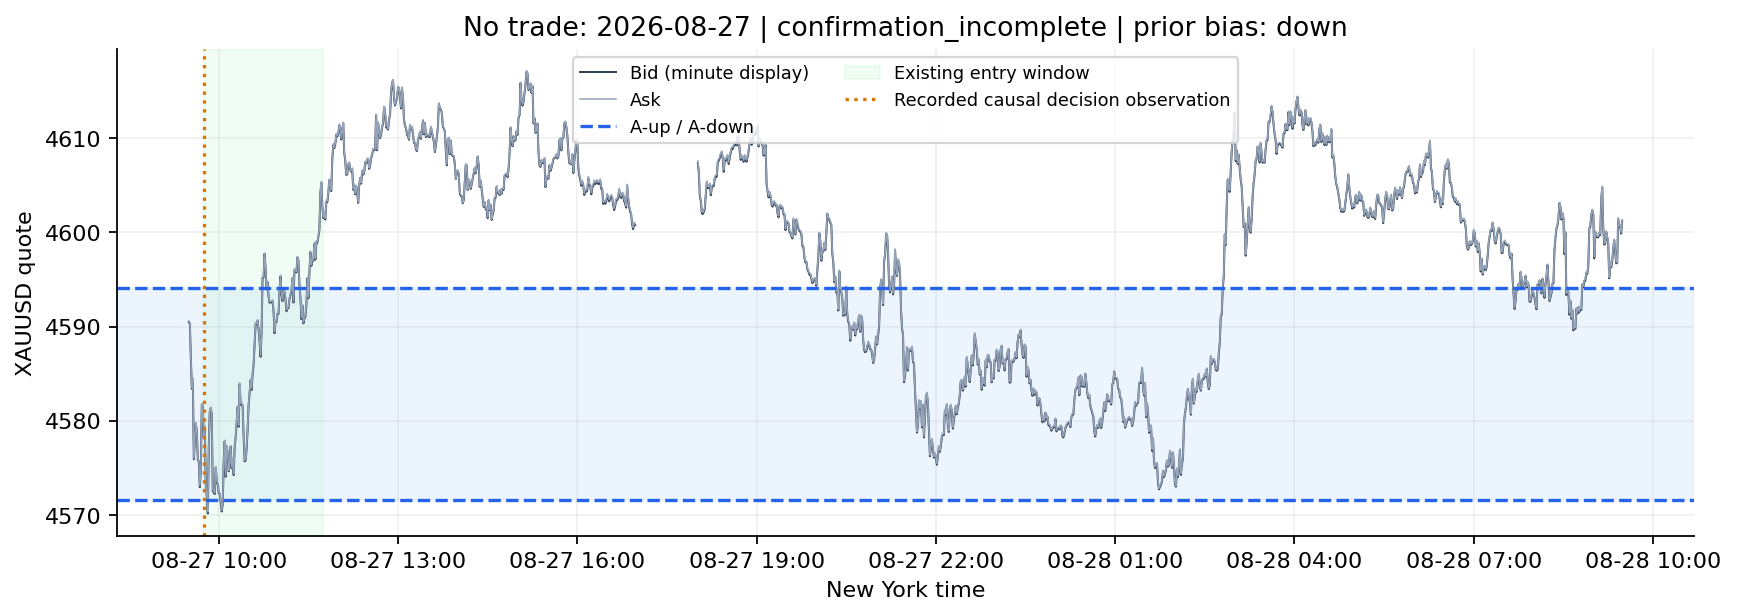 No trade: 2026-08-27 | confirmation_incomplete | prior bias: down
Bid (minute display)
Ask
A-up / A-down
Existing entry window
Recorded causal decision observation
XAUUSD quote
4610
4600
4590
4580
4570
08-27 10:00
08-27 13:00
08-27 16:00
08-27 19:00
08-27 22:00
08-28 01:00
08-28 04:00
08-28 07:00
08-28 10:00
New York time